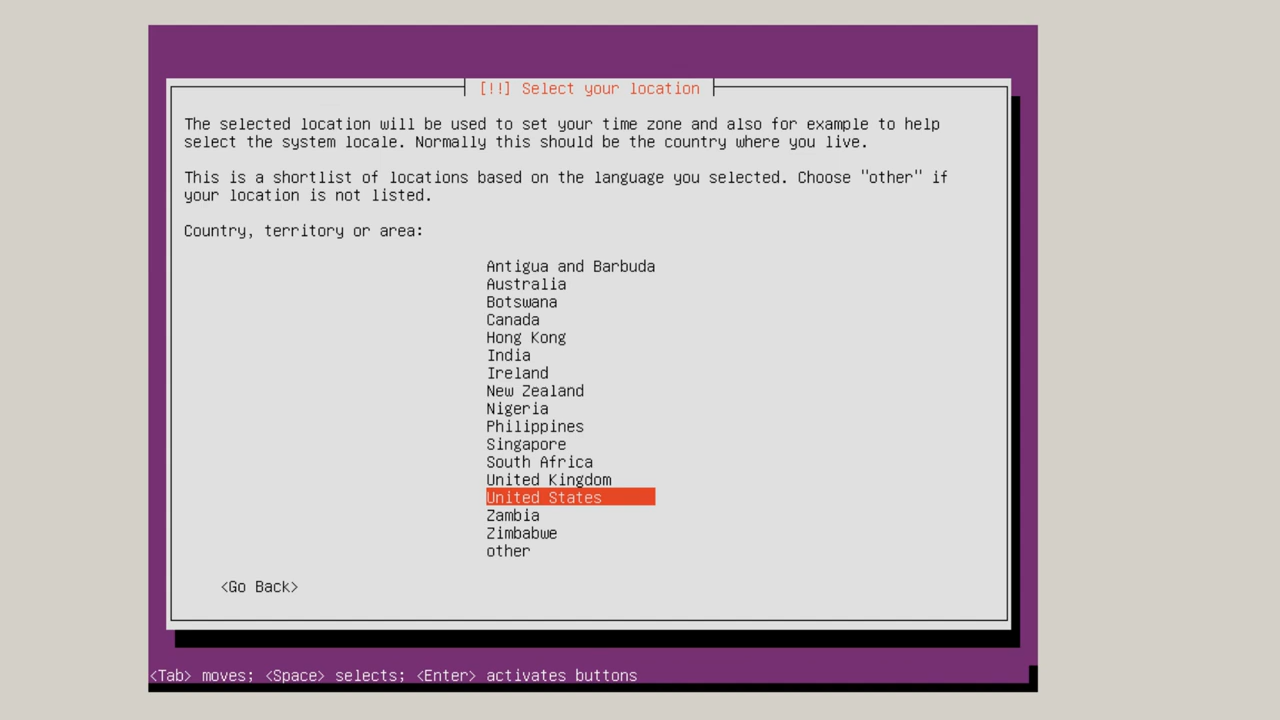 [!!] Select your location
The selected location will be used to set your time zone and also for example to help
select the system locale. Normally this should be the country where you live.
This is a shortlist of locations based on the language you selected. Choose "other" if
your location is not listed.
Country, territory or area:
Antigua and Barbuda
Australia
Botswana
Canada
Hong Kong
India
Ireland
New Zealand
Nigeria
Philippines
Singapore
South Africa
United Kingdom
United States
Zambia
Zimbabwe
other
<Go Back>
<Tab> moves; <Space> selects; <Enter> activates buttons